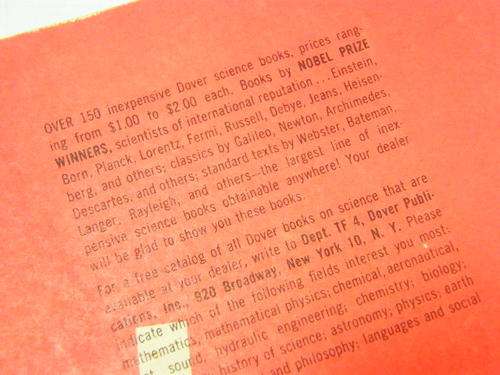 OVER 150 inexpensive Dover science books, prices rang-
ing from $1.00 to $2.00 each. Books by NOBEL PRIZE
WINNERS, scientists of international reputation ... Einstein,
Born, Planck, Lorentz, Fermi, Russell, Debye, Jeans, Heisen-
berg, and others; classics by Galileo, Newton, Archimedes,
Descartes, and others; standard texts by Webster, Bateman,
Langer, Rayleigh, and others—the largest line of inex-
pensive science books obtainable anywhere! Your dealer
will be glad to show you these books.
For a free catalog of all Dover books on science that are
available at your dealer, write to Dept. TF 4, Dover Publi-
cations, Inc., 920 Broadway, New York 10, N. Y. Please
indicate which of the following fields interest you most:
mathematics, mathematical physics; chemical, aeronautical,
sound, hydraulic engineering; chemistry; biology;
history of science; astronomy; physics; earth
and philosophy; languages and social